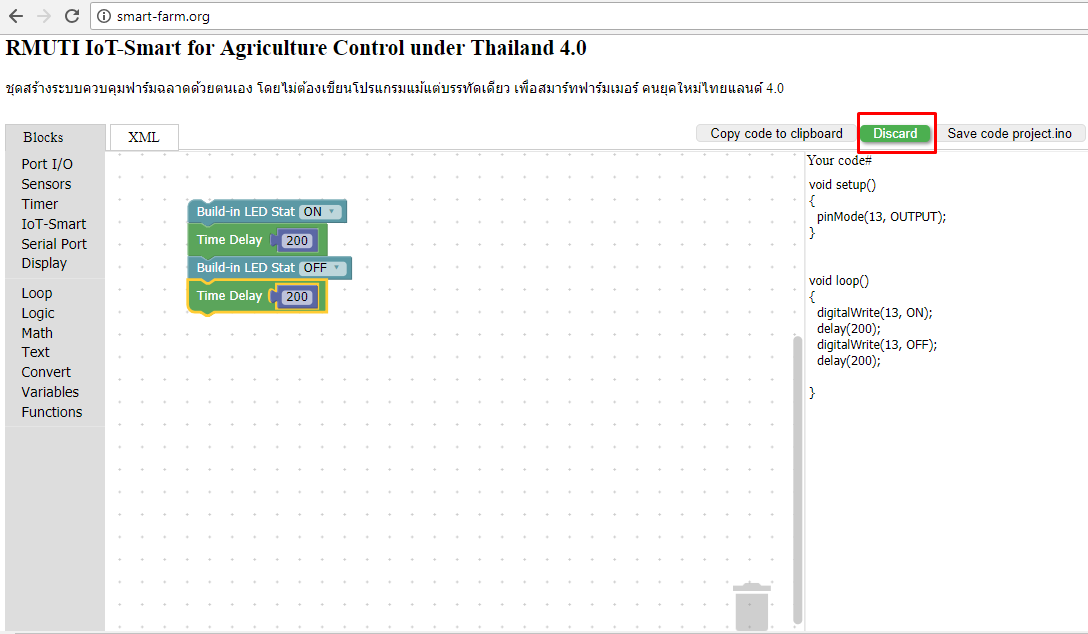 smart-farm.org
RMUTI IoT-Smart for Agriculture Control under Thailand 4.0
ชุดสร้างระบบควบคุมฟาร์มฉลาดด้วยตนเอง โดยไม่ต้องเขียนโปรแกรมแม้แต่บรรทัดเดียว เพื่อสมาร์ทฟาร์มเมอร์ คนยุคใหม่ไทยแลนด์ 4.0
Blocks
XML
Copy code to clipboard
Discard
Save code project.ino
Port I/O
Sensors
Timer
IoT-Smart
Serial Port
Display
Loop
Logic
Math
Text
Convert
Variables
Functions
Build-in LED Stat ON
Time Delay 200
Build-in LED Stat OFF
Time Delay 200
Your code#
void setup()
{
pinMode(13, OUTPUT);
}
void loop()
{
digitalWrite(13, ON);
delay(200);
digitalWrite(13, OFF);
delay(200);
}